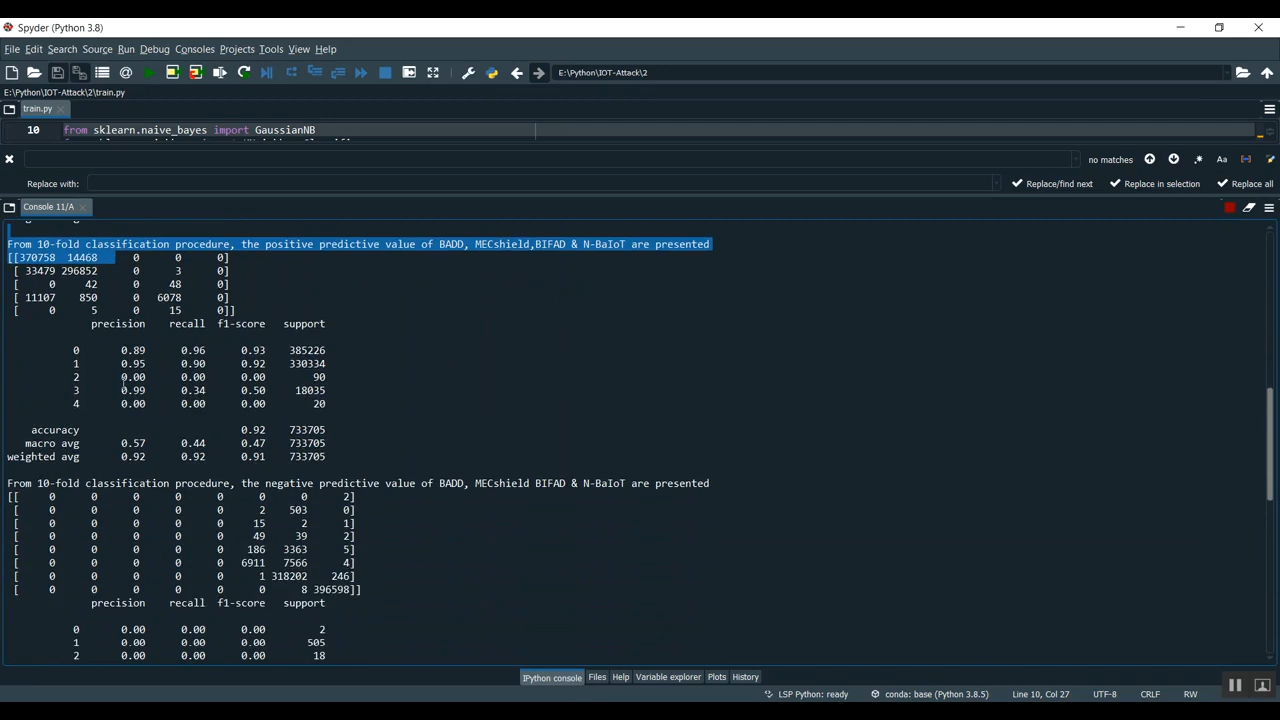 Spyder (Python 3.8)
File Edit Search Source Run Debug Consoles Projects Tools View Help
E:\Python\IOT-Attack\2
E:\Python\IOT-Attack\2\train.py
train.py
10 from sklearn.naive_bayes import GaussianNB
no matches
Aa
Replace with:
Replace/find next Replace in selection Replace all
Console 11/A
From 10-fold classification procedure, the positive predictive value of BADD, MECshield,BIFAD & N-BaIoT are presented
[[370758 14468 0 0 0]
[ 33479 296852 0 3 0]
[ 0 42 0 48 0]
[ 11107 850 0 6078 0]
[ 0 5 0 15 0]]
precision recall f1-score support
0 0.89 0.96 0.93 385226
1 0.95 0.90 0.92 330334
2 0.00 0.00 0.00 90
3 0.99 0.34 0.50 18035
4 0.00 0.00 0.00 20
accuracy 0.92 733705
macro avg 0.57 0.44 0.47 733705
weighted avg 0.92 0.92 0.91 733705
From 10-fold classification procedure, the negative predictive value of BADD, MECshield BIFAD & N-BaIoT are presented
[[ 0 0 0 0 0 0 2]
[ 0 0 0 0 2 503 0]
[ 0 0 0 0 15 2 1]
[ 0 0 0 0 49 39 2]
[ 0 0 0 0 186 3363 5]
[ 0 0 0 0 6911 7566 4]
[ 0 0 0 0 1 318202 246]
[ 0 0 0 0 0 8 396598]]
precision recall f1-score support
0 0.00 0.00 0.00 2
1 0.00 0.00 0.00 505
2 0.00 0.00 0.00 18
IPython console Files Help Variable explorer Plots History
LSP Python: ready conda: base (Python 3.8.5) Line 10, Col 27 UTF-8 CRLF RW